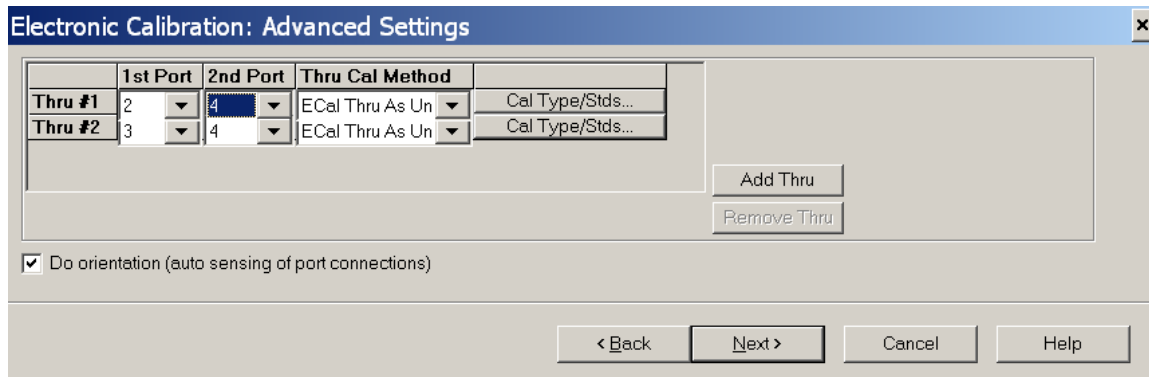 Electronic Calibration: Advanced Settings
1st Port 2nd Port Thru Cal Method
Thru #1 2 4 ECal Thru As Un Cal Type/Stds...
Thru #2 3 4 ECal Thru As Un Cal Type/Stds...
Add Thru
Remove Thru
Do orientation (auto sensing of port connections)
< Back Next > Cancel Help